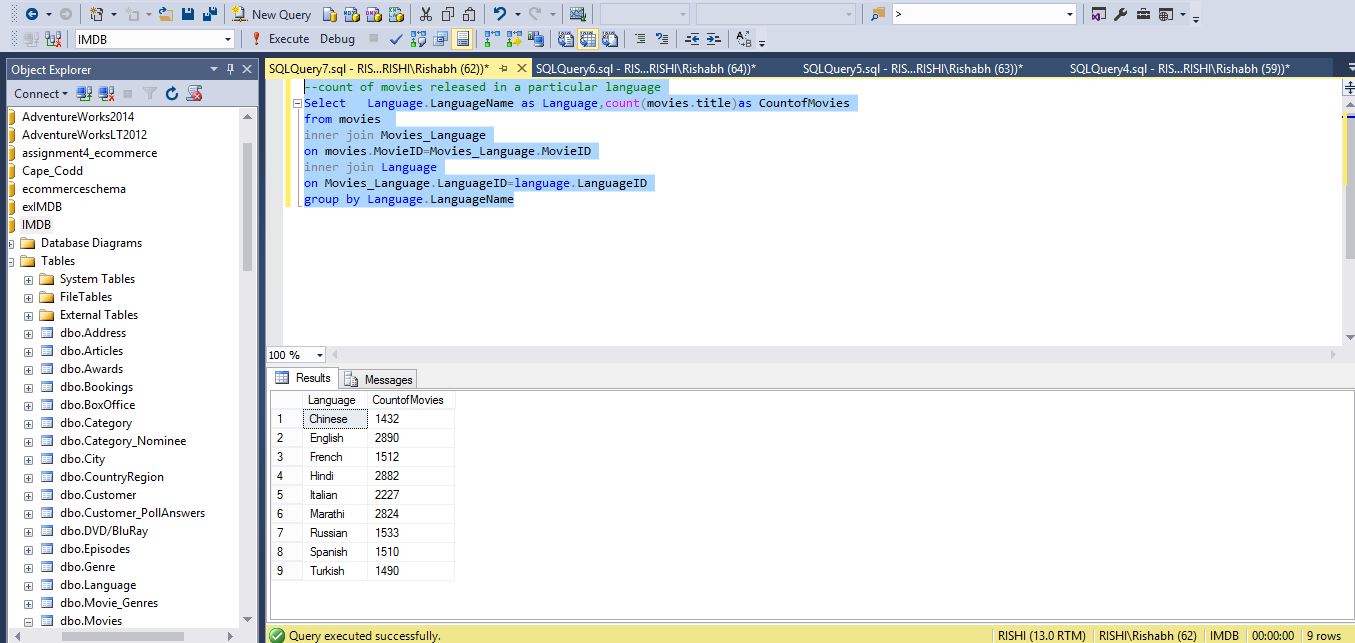 New Query
>
IMDB
Execute Debug
Object Explorer
Connect
AdventureWorks2014
AdventureWorksLT2012
assignment4_ecommerce
Cape_Codd
ecommerceschema
exIMDB
IMDB
Database Diagrams
Tables
System Tables
FileTables
External Tables
dbo.Address
dbo.Articles
dbo.Awards
dbo.Bookings
dbo.BoxOffice
dbo.Category
dbo.Category_Nominee
dbo.City
dbo.CountryRegion
dbo.Customer
dbo.Customer_PollAnswers
dbo.DVD/BluRay
dbo.Episodes
dbo.Genre
dbo.Language
dbo.Movie_Genres
dbo.Movies
SQLQuery7.sql - RIS...RISHI\Rishabh (62))* SQLQuery6.sql - RIS...RISHI\Rishabh (64))* SQLQuery5.sql - RIS...RISHI\Rishabh (63))* SQLQuery4.sql - RIS...RISHI\Rishabh (59))*
--count of movies released in a particular language
Select Language.LanguageName as Language,count(movies.title)as CountofMovies
from movies
inner join Movies_Language
on movies.MovieID=Movies_Language.MovieID
inner join Language
on Movies_Language.LanguageID=language.LanguageID
group by Language.LanguageName
100 %
Results Messages
Language CountofMovies
1 Chinese 1432
2 English 2890
3 French 1512
4 Hindi 2882
5 Italian 2227
6 Marathi 2824
7 Russian 1533
8 Spanish 1510
9 Turkish 1490
Query executed successfully. RISHI (13.0 RTM) RISHI\Rishabh (62) IMDB 00:00:00 9 rows